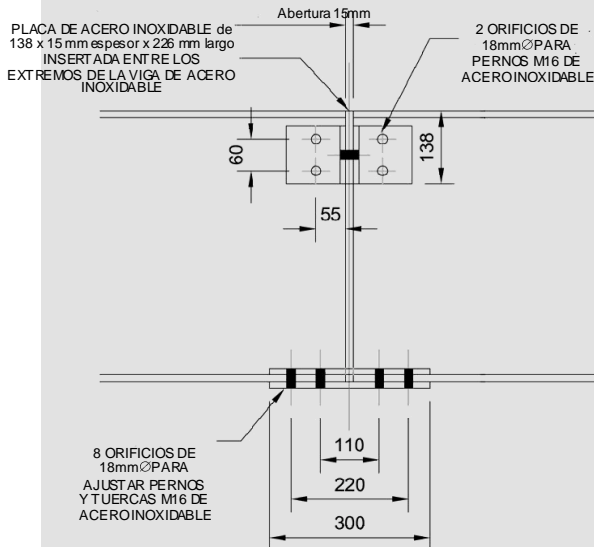 Abertura 15mm
PLACA DE ACERO INOXIDABLE de
138 x 15 mm espesor x 226 mm largo
INSERTADA ENTRE LOS
EXTREMOS DE LA VIGA DE ACERO
INOXIDABLE
2 ORIFICIOS DE
18mm∅PARA
PERNOS M16 DE
ACERO INOXIDABLE
60
138
55
8 ORIFICIOS DE
18mm∅PARA
AJUSTAR PERNOS
Y TUERCAS M16 DE
ACERO INOXIDABLE
110
220
300